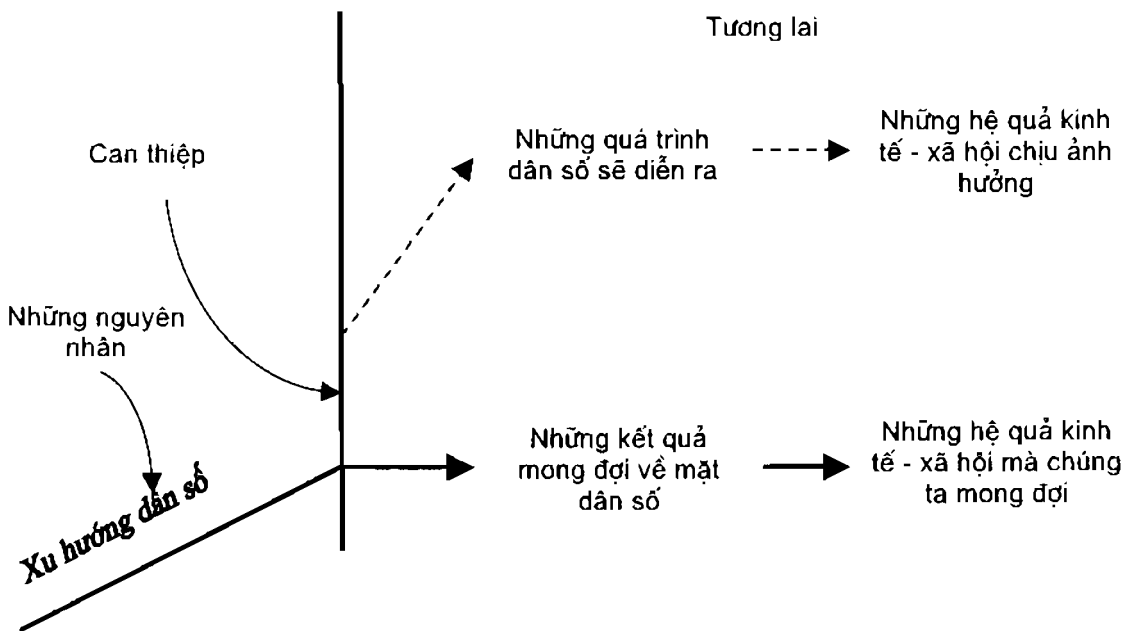 Tương lai
Can thiệp
Những quá trình
dân số sẽ diễn ra
Những hệ quả kinh
tế - xã hội chịu ảnh
hưởng
Những nguyên
nhân
Những kết quả
mong đợi về mặt
dân số
Những hệ quả kinh
tế - xã hội mà chúng
ta mong đợi
Xu hướng dân số